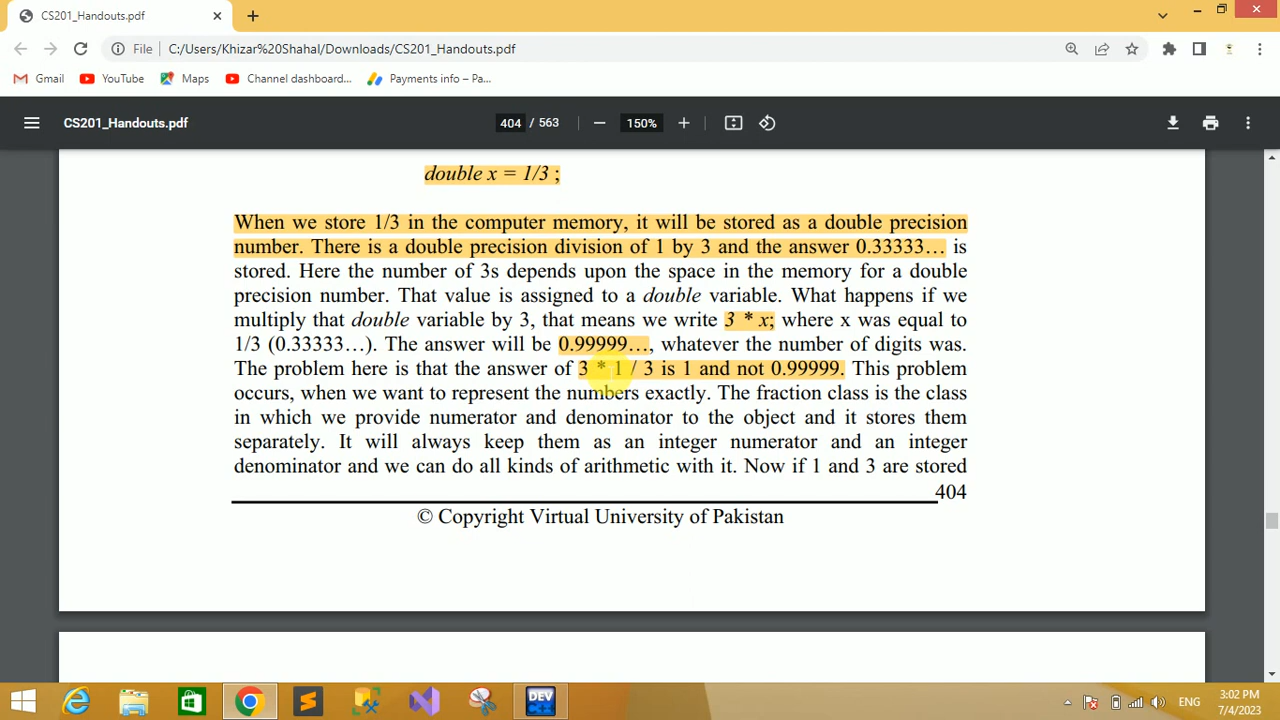 CS201_Handouts.pdf
File C:/Users/Khizar%20Shahal/Downloads/CS201_Handouts.pdf
Gmail YouTube Maps Channel dashboard... Payments info – Pa...
CS201_Handouts.pdf 404 / 563 150%
double x = 1/3 ;
When we store 1/3 in the computer memory, it will be stored as a double precision
number. There is a double precision division of 1 by 3 and the answer 0.33333… is
stored. Here the number of 3s depends upon the space in the memory for a double
precision number. That value is assigned to a double variable. What happens if we
multiply that double variable by 3, that means we write 3 * x; where x was equal to
1/3 (0.33333…). The answer will be 0.99999…, whatever the number of digits was.
The problem here is that the answer of 3 * 1 / 3 is 1 and not 0.99999. This problem
occurs, when we want to represent the numbers exactly. The fraction class is the class
in which we provide numerator and denominator to the object and it stores them
separately. It will always keep them as an integer numerator and an integer
denominator and we can do all kinds of arithmetic with it. Now if 1 and 3 are stored
404
© Copyright Virtual University of Pakistan
DEV
ENG
3:02 PM
7/4/2023